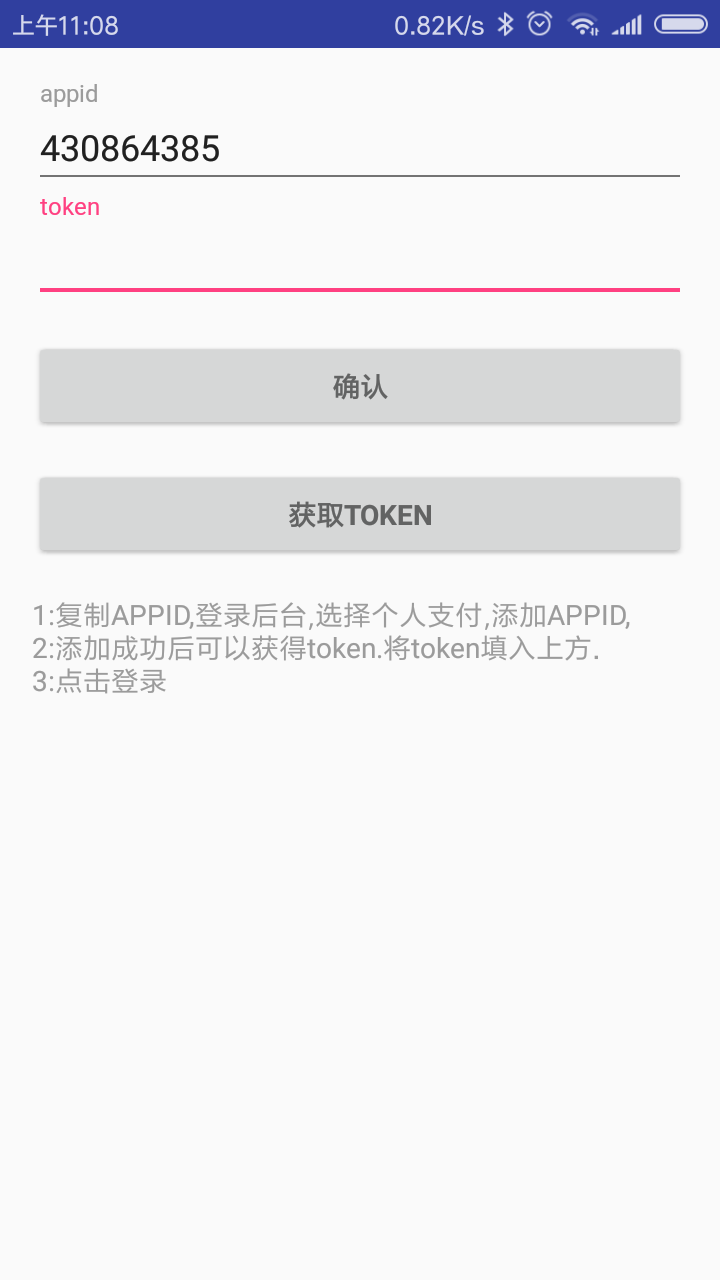 上午11:08 0.82K/s
appid
430864385
token
确认
获取TOKEN
1:复制APPID,登录后台,选择个人支付,添加APPID,
2:添加成功后可以获得token.将token填入上方.
3:点击登录